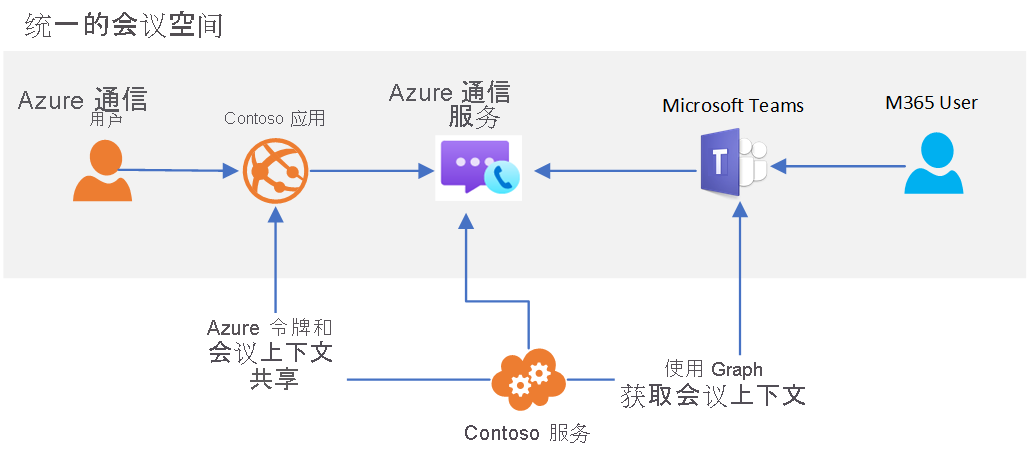 统一的会议空间
Azure 通信
用户
Contoso 应用
Azure 通信
服务
Microsoft Teams
M365 User
T
Azure 令牌和
会议上下文
共享
使用 Graph
获取会议上下文
Contoso 服务